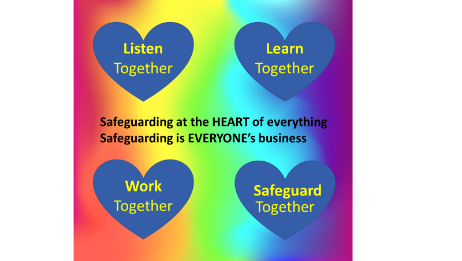 Listen
Together
Learn
Together
Safeguarding at the HEART of everything
Safeguarding is EVERYONE's business
Work
Together
Safeguard
Together